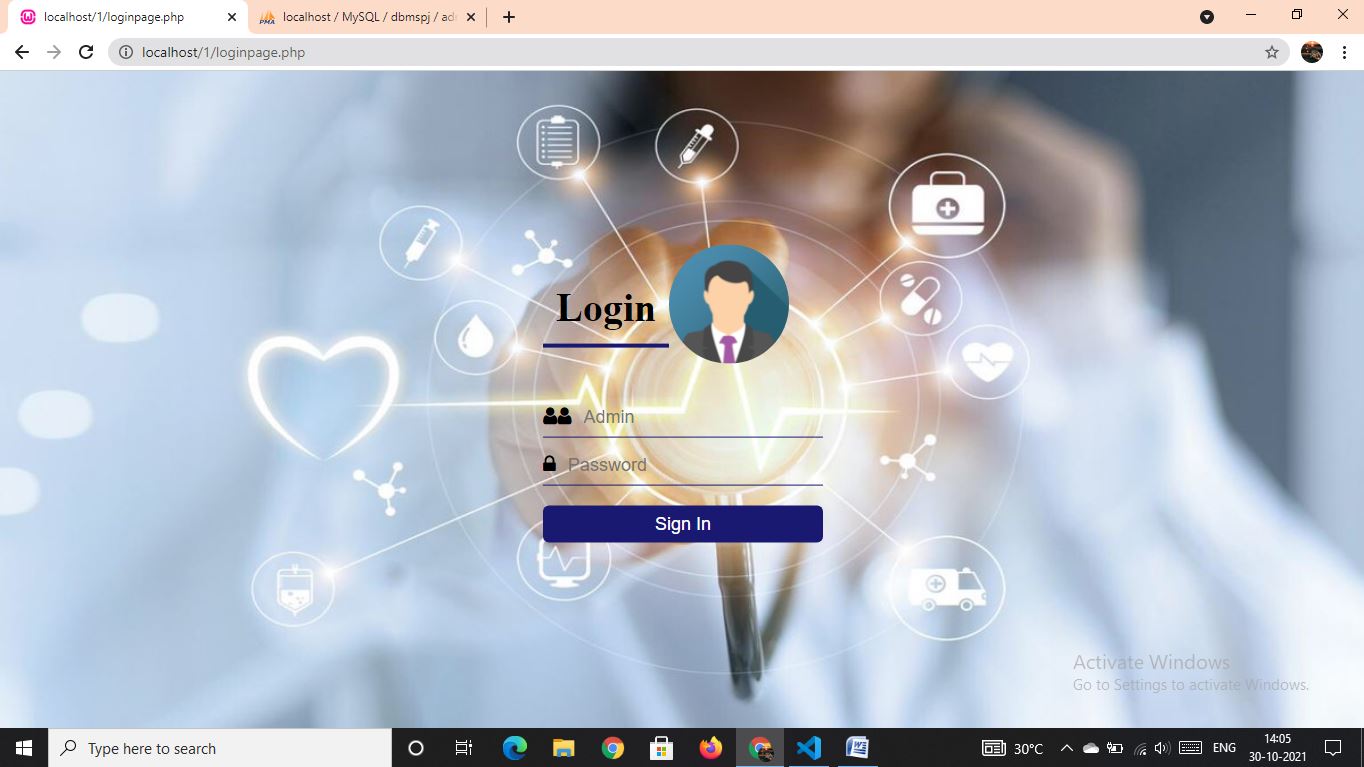 localhost/1/loginpage.php
localhost / MySQL / dbmspj / adm
localhost/1/loginpage.php
Login
Admin
Password
Sign In
Activate Windows
Go to Settings to activate Windows.
Type here to search
30°C
ENG
14:05
30-10-2021